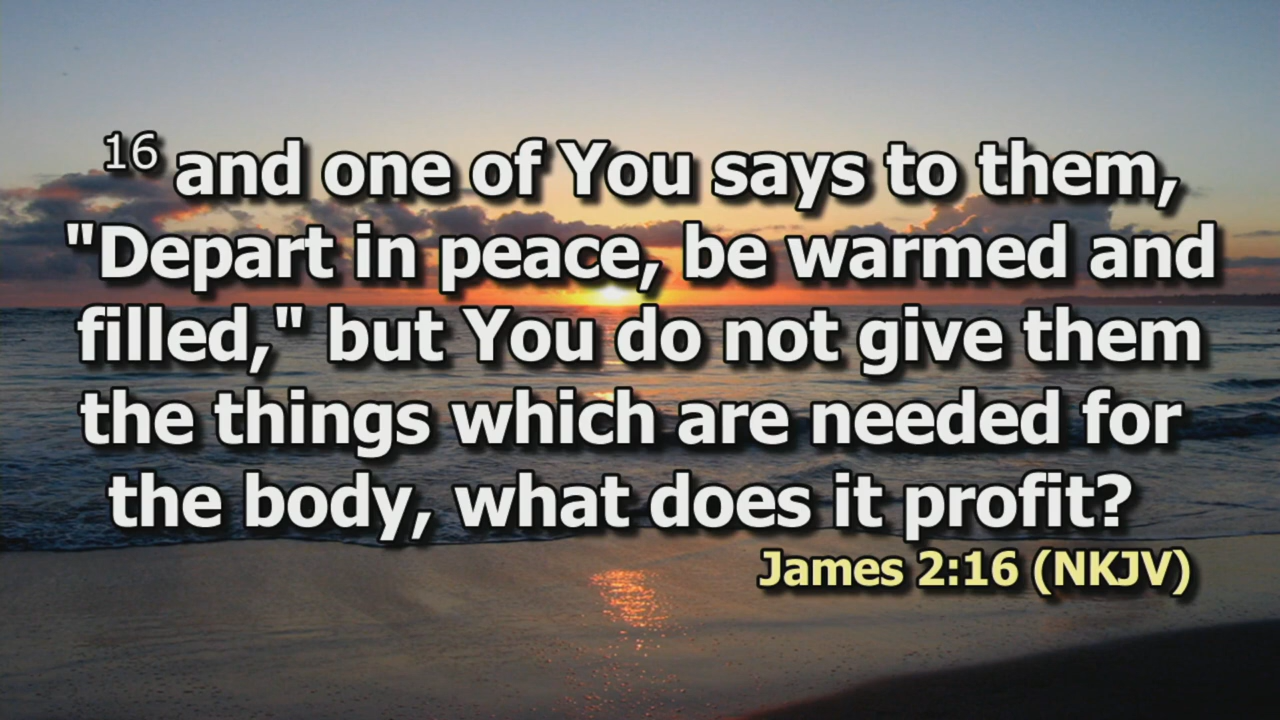 16 and one of You says to them,
"Depart in peace, be warmed and
filled," but You do not give them
the things which are needed for
the body, what does it profit?
James 2:16 (NKJV)